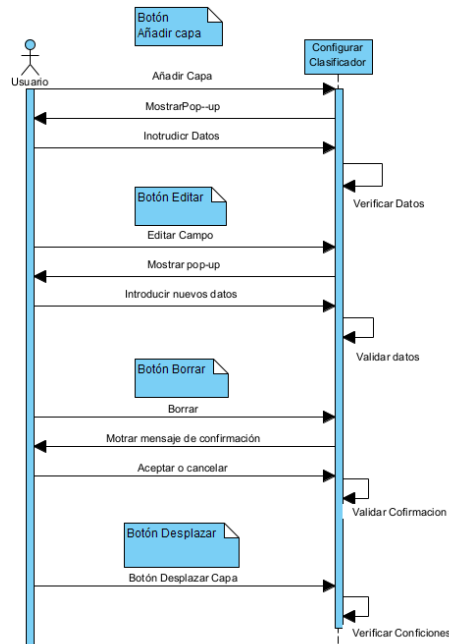 Botón
Añadir capa
Usuario
Configurar
Clasificador
Añadir Capa
MostrarPop--up
Inotrudicr Datos
Verificar Datos
Botón Editar
Editar Campo
Mostrar pop-up
Introducir nuevos datos
Validar datos
Botón Borrar
Borrar
Motrar mensaje de confirmación
Aceptar o cancelar
Validar Cofirmacion
Botón Desplazar
Botón Desplazar Capa
Verificar Conficiones